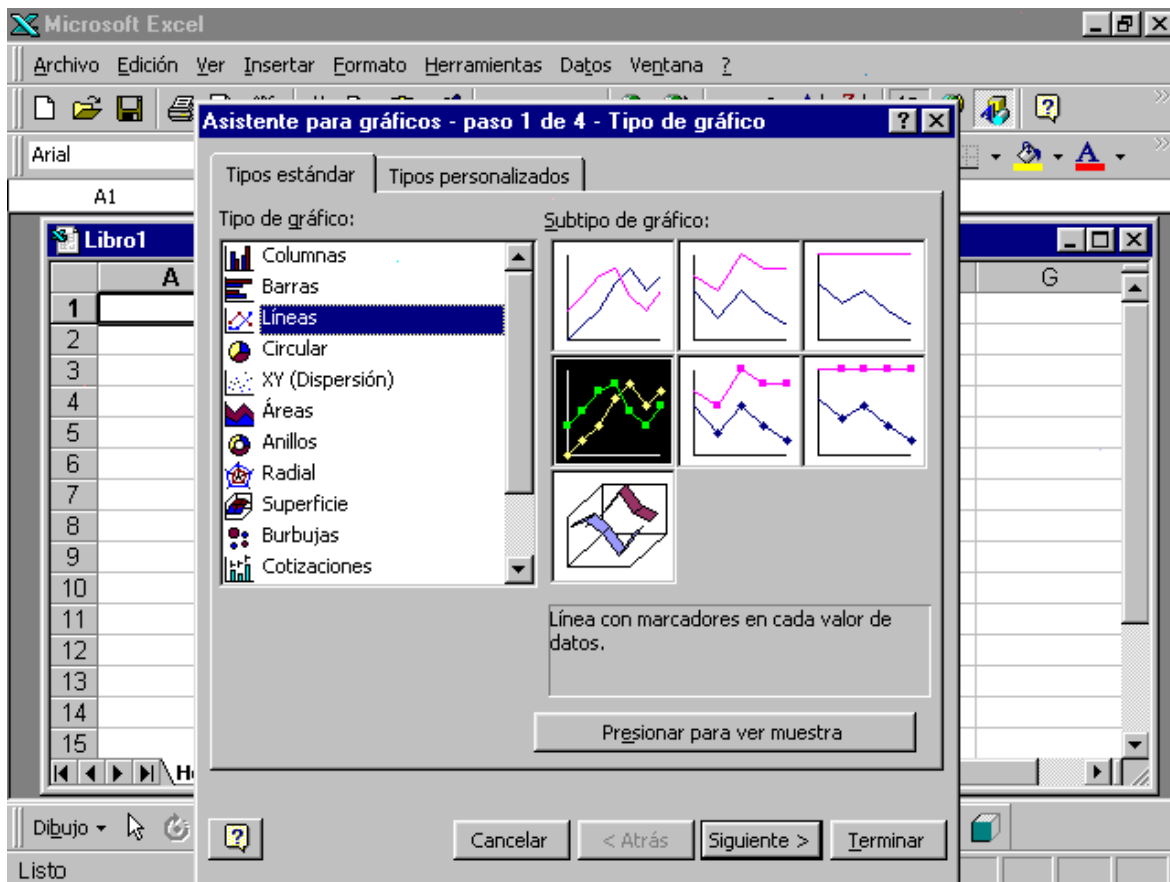 Microsoft Excel
Archivo Edición Ver Insertar Formato Herramientas Datos Ventana ?
Asistente para gráficos - paso 1 de 4 - Tipo de gráfico
Arial
Tipos estándar Tipos personalizados
A1
Tipo de gráfico: Subtipo de gráfico:
Libro1
A G
Columnas
Barras
Líneas
Circular
XY (Dispersión)
Áreas
Anillos
Radial
Superficie
Burbujas
Cotizaciones
1
2
3
4
5
6
7
8
9
10
11
12
13
14
15
Línea con marcadores en cada valor de
datos.
Presionar para ver muestra
Dibujo
Cancelar < Atrás Siguiente > Terminar
Listo